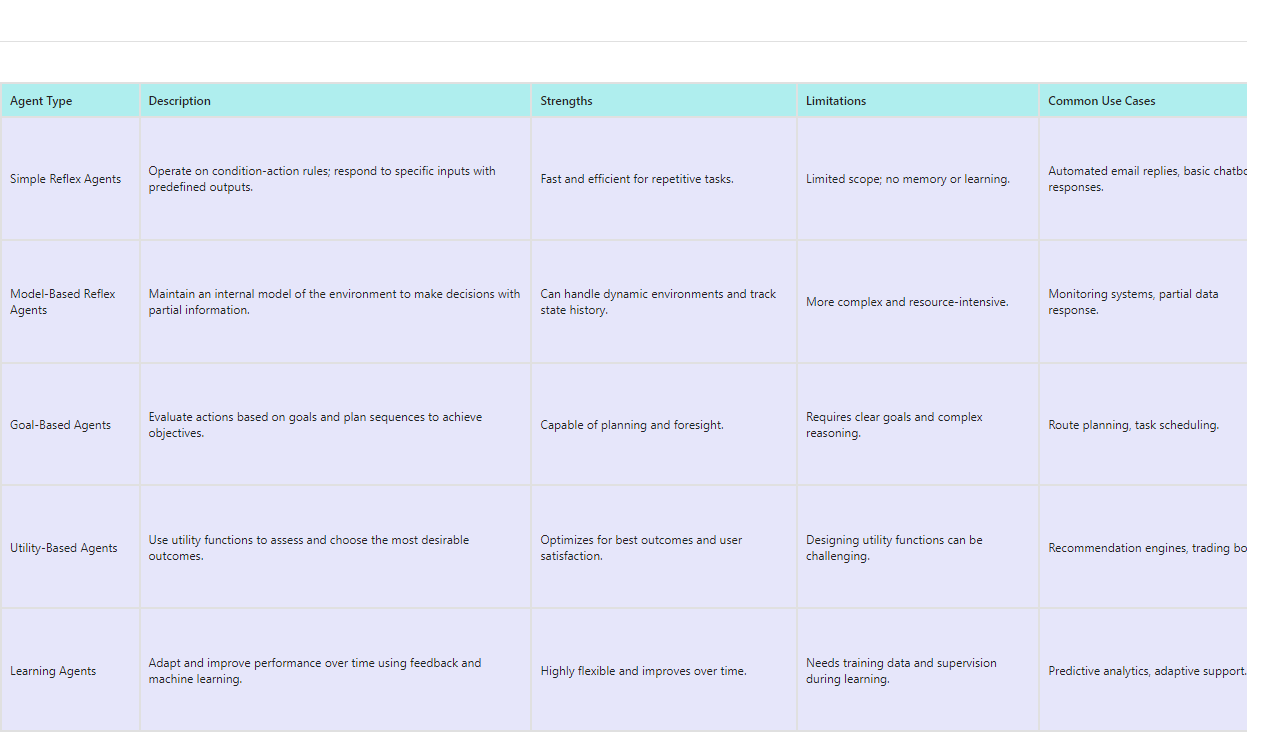 Agent Type
Description
Strengths
Limitations
Common Use Cases
Simple Reflex Agents
Operate on condition-action rules; respond to specific inputs with
predefined outputs.
Fast and efficient for repetitive tasks.
Limited scope; no memory or learning.
Automated email replies, basic
responses.
Model-Based Reflex
Agents
Maintain an internal model of the environment to make decisions with
partial information.
Can handle dynamic environments and track
state history.
More complex and resource-intensive.
Monitoring systems, partial data
response.
Goal-Based Agents
Evaluate actions based on goals and plan sequences to achieve
objectives.
Capable of planning and foresight.
Requires clear goals and complex
reasoning.
Route planning, task scheduling.
Utility-Based Agents
Use utility functions to assess and choose the most desirable
outcomes.
Optimizes for best outcomes and user
satisfaction.
Designing utility functions can be
challenging.
Recommendation engines, trading
Learning Agents
Adapt and improve performance over time using feedback and
machine learning.
Highly flexible and improves over time.
Needs training data and supervision
during learning.
Predictive analytics, adaptive support.